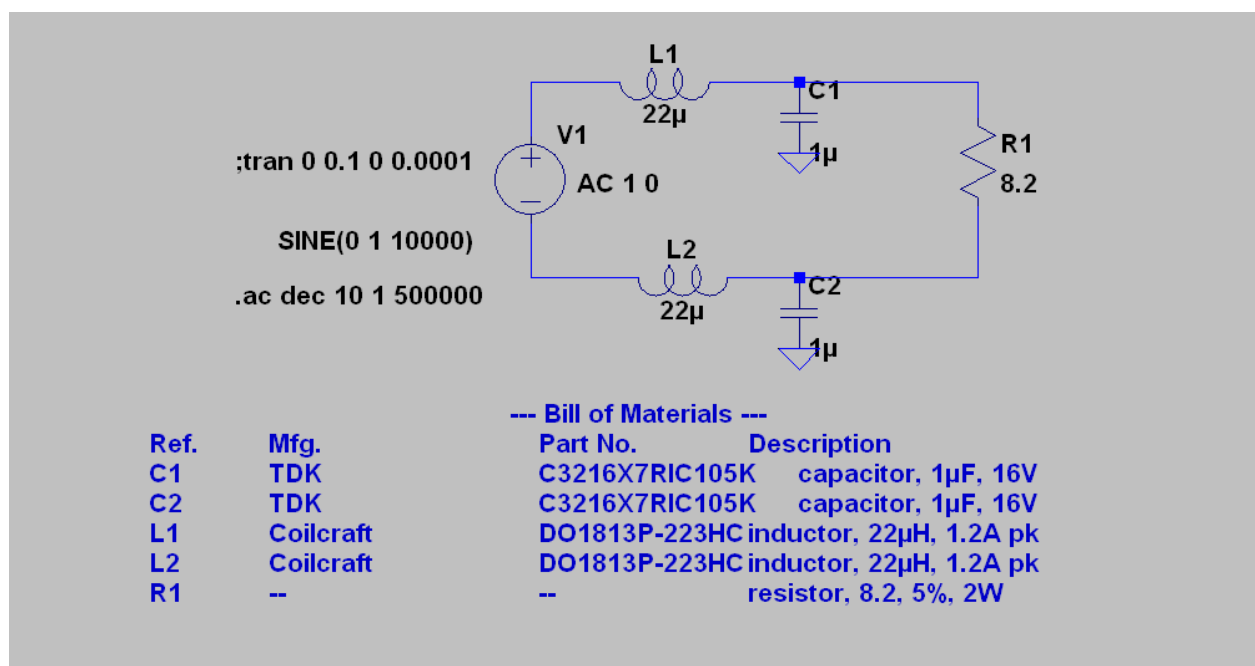 L1
22µ
C1
1µ
V1
AC 1 0
R1
8.2
;tran 0 0.1 0 0.0001
SINE(0 1 10000)
.ac dec 10 1 500000
L2
22µ
C2
1µ
--- Bill of Materials ---
Ref. Mfg. Part No. Description
C1 TDK C3216X7RIC105K capacitor, 1µF, 16V
C2 TDK C3216X7RIC105K capacitor, 1µF, 16V
L1 Coilcraft DO1813P-223HC inductor, 22µH, 1.2A pk
L2 Coilcraft DO1813P-223HC inductor, 22µH, 1.2A pk
R1 -- -- resistor, 8.2, 5%, 2W